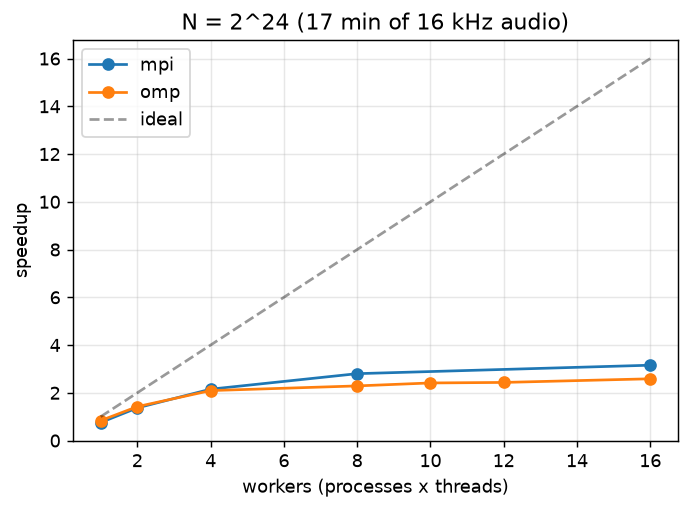 N = 2^24 (17 min of 16 kHz audio)
mpi
omp
ideal
speedup
16
14
12
10
8
6
4
2
0
2 4 6 8 10 12 14 16
workers (processes x threads)